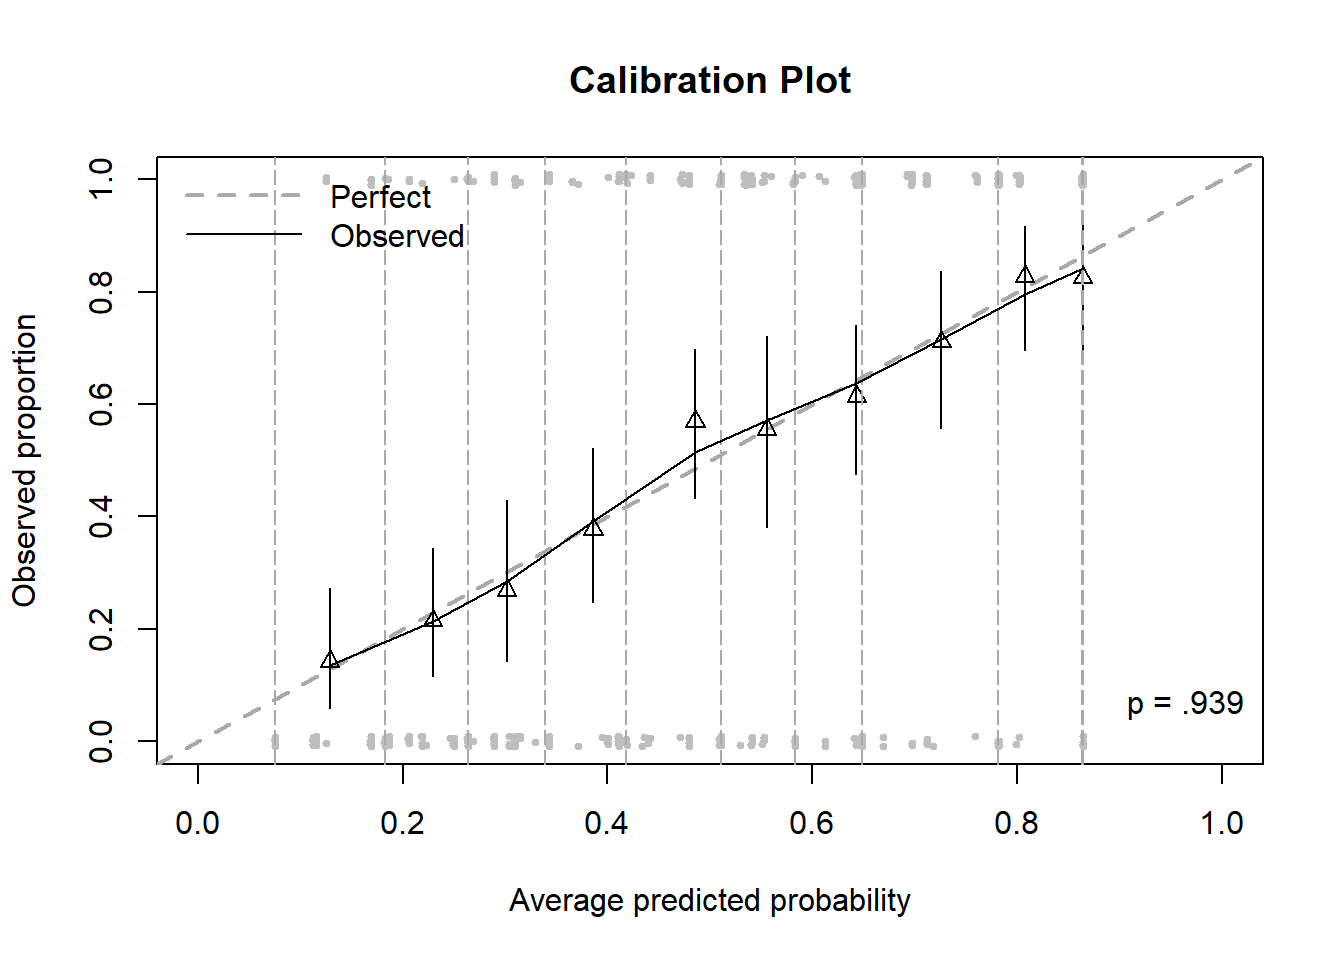 Calibration Plot
Perfect
Observed
p = .939
1.0
0.8
0.6
0.4
0.2
0.0
Observed proportion
0.0 0.2 0.4 0.6 0.8 1.0
Average predicted probability